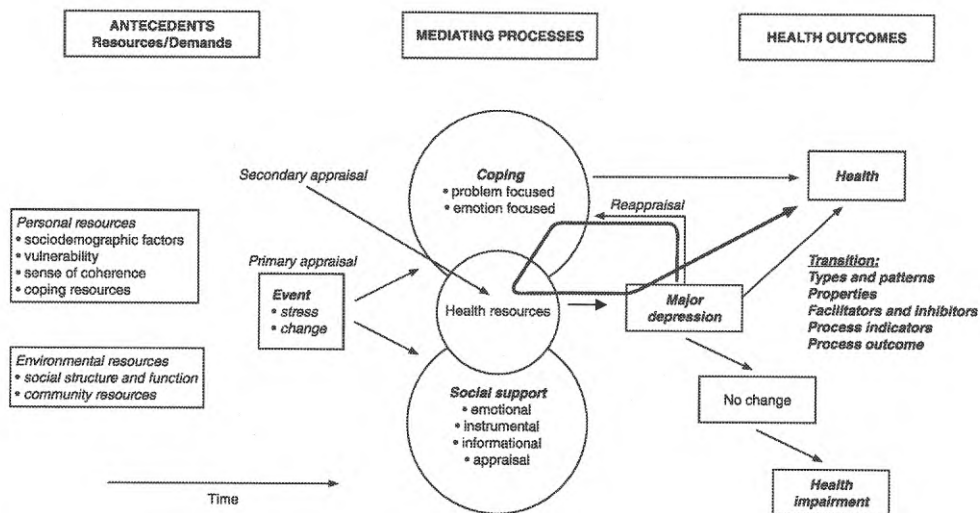 ANTECEDENTS
Resources/Demands
MEDIATING PROCESSES
HEALTH OUTCOMES
Personal resources
• sociodemographic factors
• vulnerability
• sense of coherence
• coping resources
Environmental resources
• social structure and function
• community resources
Time
Secondary appraisal
Primary appraisal
Event
• stress
• change
Coping
• problem focused
• emotion focused
Health resources
Social support
• emotional
• instrumental
• informational
• appraisal
Reappraisal
Major
depression
Health
Transition:
Types and patterns
Properties
Facilitators and inhibitors
Process indicators
Process outcome
No change
Health
impairment